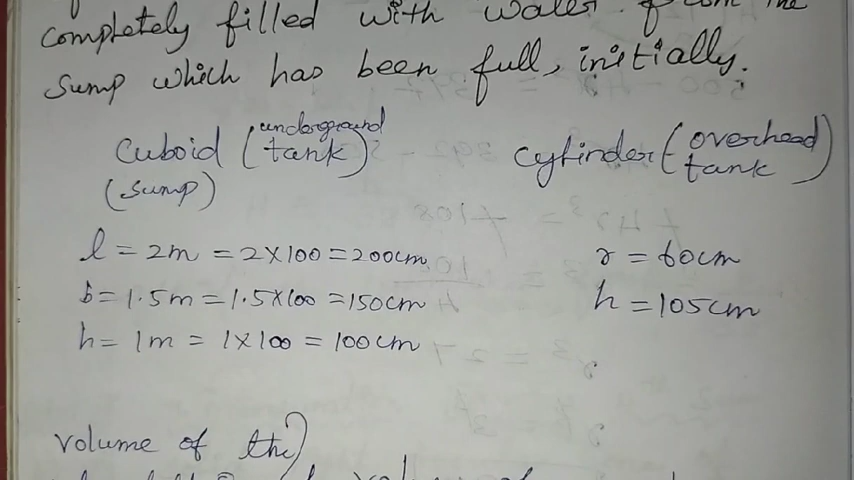 completely filled with water from the
sump which has been full, initially.
cuboid (underground tank)
(sump)
cylinder (overhead tank)
l = 2m = 2×100 = 200cm
b = 1.5m = 1.5×100 = 150cm
h = 1m = 1×100 = 100cm
r = 60cm
h = 105cm
volume of the